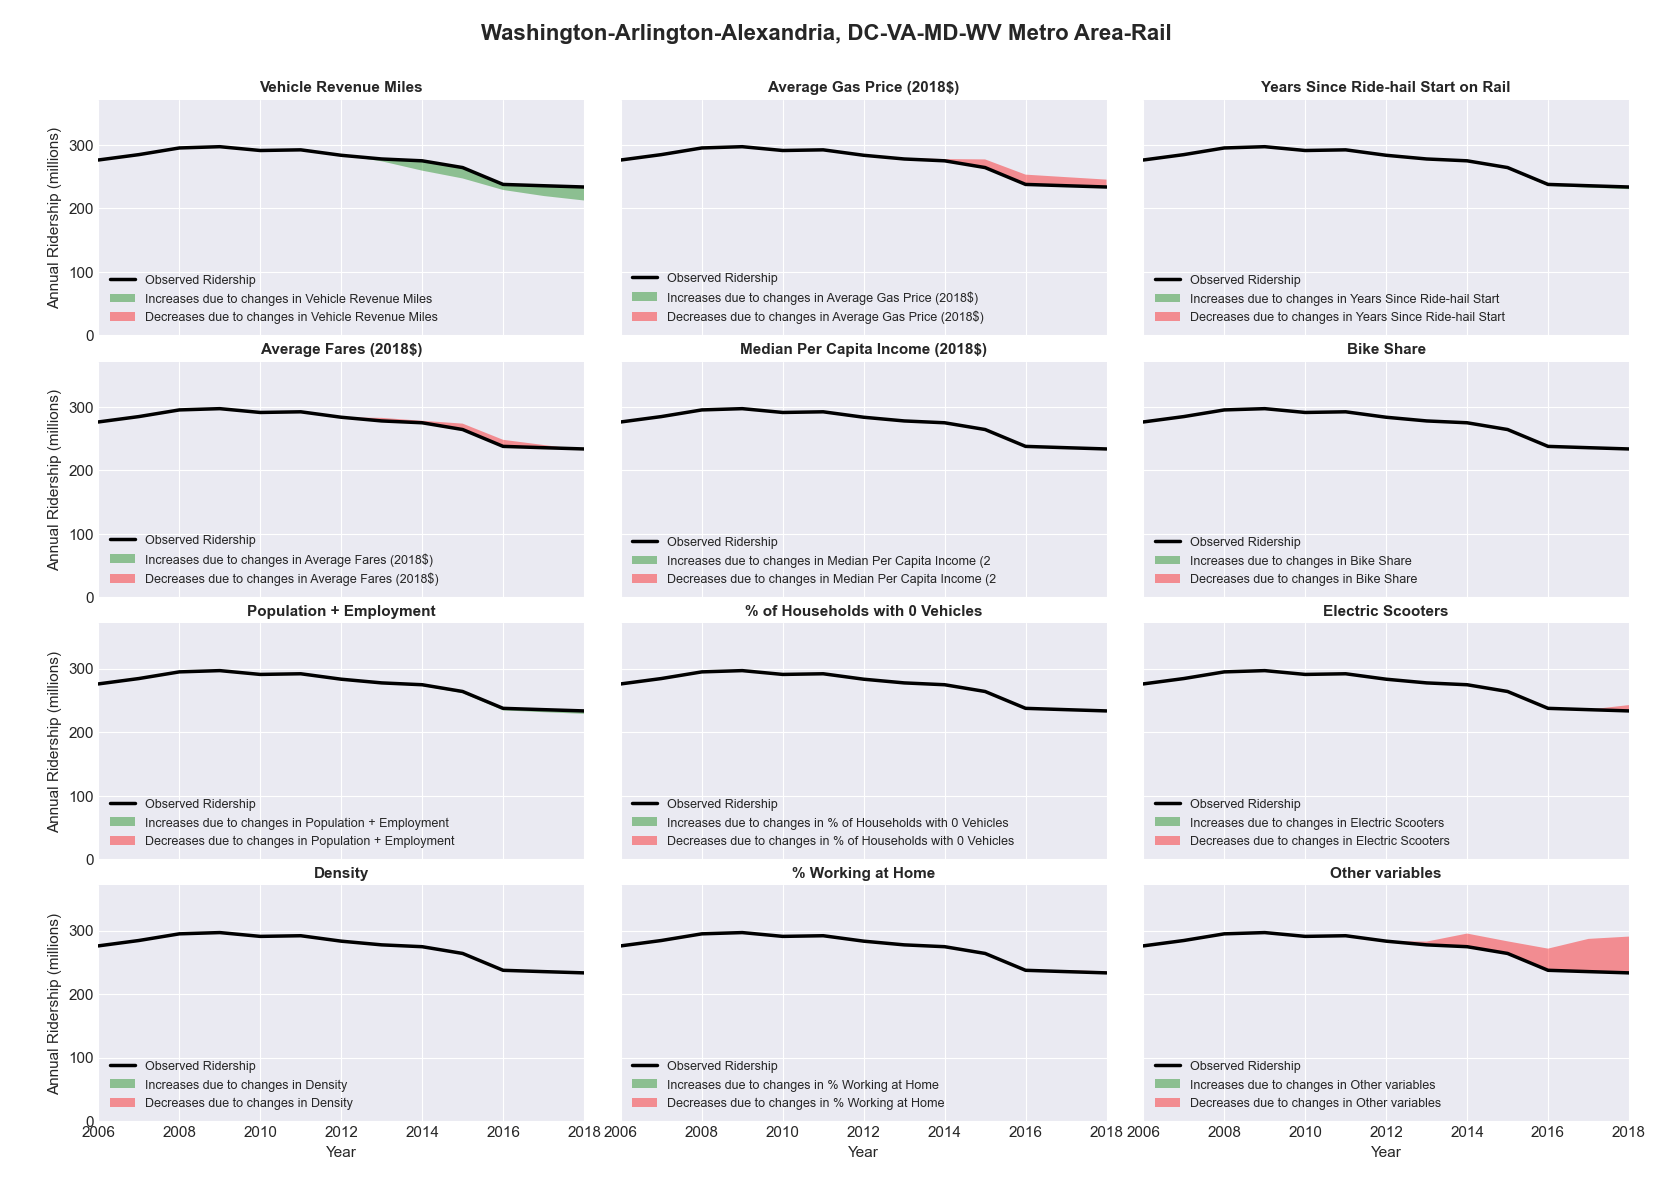 Washington-Arlington-Alexandria, DC-VA-MD-WV Metro Area-Rail
Vehicle Revenue Miles
Annual Ridership (millions)
300
200
100
0
Observed Ridership
Increases due to changes in Vehicle Revenue Miles
Decreases due to changes in Vehicle Revenue Miles
Average Gas Price (2018$)
Observed Ridership
Increases due to changes in Average Gas Price (2018$)
Decreases due to changes in Average Gas Price (2018$)
Years Since Ride-hail Start on Rail
Observed Ridership
Increases due to changes in Years Since Ride-hail Start
Decreases due to changes in Years Since Ride-hail Start
Average Fares (2018$)
Annual Ridership (millions)
300
200
100
0
Observed Ridership
Increases due to changes in Average Fares (2018$)
Decreases due to changes in Average Fares (2018$)
Median Per Capita Income (2018$)
Observed Ridership
Increases due to changes in Median Per Capita Income (2
Decreases due to changes in Median Per Capita Income (2
Bike Share
Observed Ridership
Increases due to changes in Bike Share
Decreases due to changes in Bike Share
Population + Employment
Annual Ridership (millions)
300
200
100
0
Observed Ridership
Increases due to changes in Population + Employment
Decreases due to changes in Population + Employment
% of Households with 0 Vehicles
Observed Ridership
Increases due to changes in % of Households with 0 Vehicles
Decreases due to changes in % of Households with 0 Vehicles
Electric Scooters
Observed Ridership
Increases due to changes in Electric Scooters
Decreases due to changes in Electric Scooters
Density
Annual Ridership (millions)
300
200
100
0
Observed Ridership
Increases due to changes in Density
Decreases due to changes in Density
2006 2008 2010 2012 2014 2016 2018
Year
% Working at Home
Observed Ridership
Increases due to changes in % Working at Home
Decreases due to changes in % Working at Home
2006 2008 2010 2012 2014 2016 2018
Year
Other variables
Observed Ridership
Increases due to changes in Other variables
Decreases due to changes in Other variables
2006 2008 2010 2012 2014 2016 2018
Year